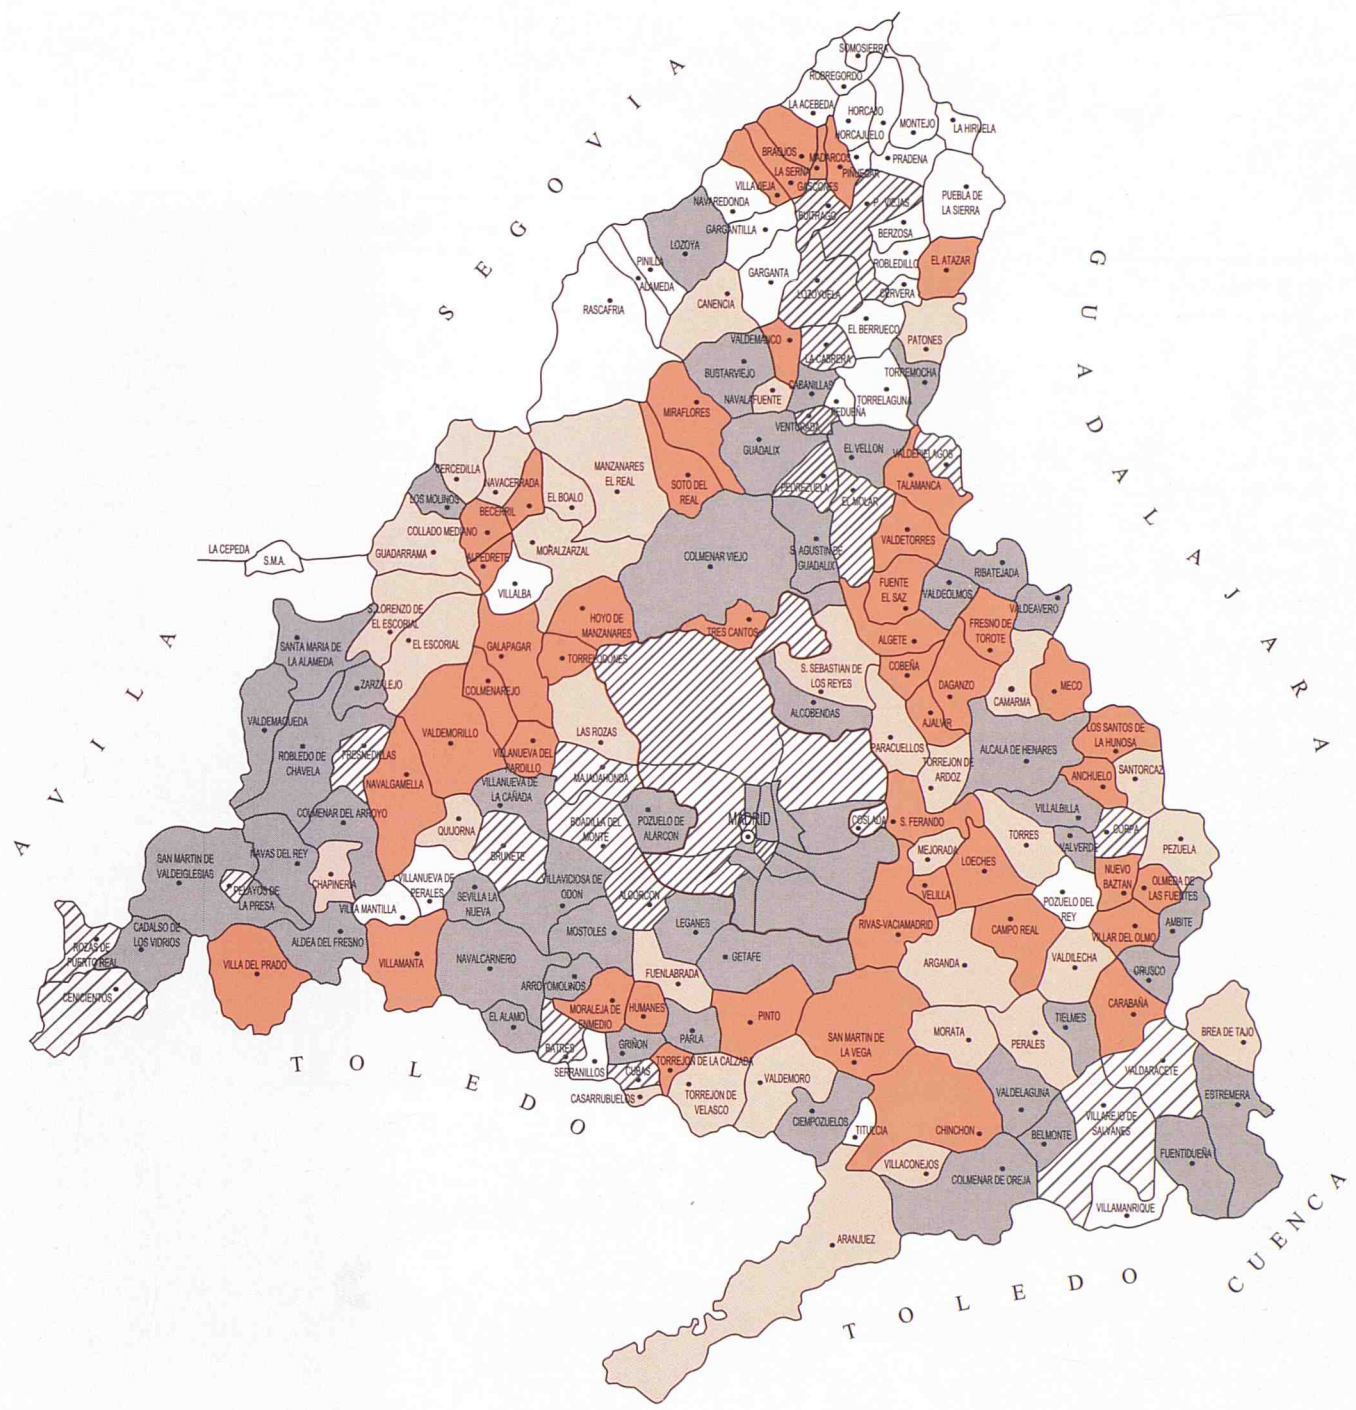 SEGOVIA
GUADALAJARA
AVILA
TOLEDO
TOLEDO
CUENCA
SOMOSIERRA
ROBREGORDO
LA ACEBEDA
HORCAJO
MONTEJO
LA HIRUELA
HORCAJUELO
BRAOJOS
MADARCOS
PRADENA
LA SERNA
PIÑUECAR
VILLAVIEJA
GASCONES
PUEBLA DE
LA SIERRA
NAVAREDONDA
BUITRAGO
P. VIEJAS
GARGANTILLA
BERZOSA
LOZOYA
PINILLA
ROBLEDILLO
EL ATAZAR
GARGANTA
ALAMEDA
LOZOYUELA
CERVERA
RASCAFRIA
CANENCIA
EL BERRUECO
PATONES
VALDEMANCO
LA CABRERA
BUSTARVIEJO
TORREMOCHA
CABANILLAS
NAVALAFUENTE
TORRELAGUNA
REDUEÑA
MIRAFLORES
VENTURADA
GUADALIX
EL VELLON
VALDEPIELAGOS
CERCEDILLA
NAVACERRADA
MANZANARES
EL REAL
SOTO DEL
REAL
TALAMANCA
PEDREZUELA
LOS MOLINOS
EL BOALO
EL MOLAR
BECERRIL
COLLADO MEDIANO
VALDETORRES
LA CEPEDA
S.M.A.
GUADARRAMA
ALPEDRETE
MORALZARZAL
COLMENAR VIEJO
S. AGUSTIN DE
GUADALIX
RIBATEJADA
FUENTE
EL SAZ
VALDEOLMOS
VILLALBA
VALDEAVERO
S. LORENZO DE
EL ESCORIAL
HOYO DE
MANZANARES
TRES CANTOS
FRESNO DE
TOROTE
SANTA MARIA DE
LA ALAMEDA
EL ESCORIAL
GALAPAGAR
TORRELODONES
ALGETE
S. SEBASTIAN DE
LOS REYES
COBEÑA
ZARZALEJO
COLMENAREJO
DAGANZO
CAMARMA
MECO
ALCOBENDAS
VALDEMAQUEDA
AJALVIR
ROBLEDO DE
CHAVELA
VALDEMORILLO
LAS ROZAS
LOS SANTOS DE
LA HUNOSA
FRESNEDILLAS
VILLANUEVA DEL
PARDILLO
PARACUELLOS
ALCALA DE HENARES
TORREJON DE
ARDOZ
ANCHUELO
SANTORCAZ
NAVALGAMELLA
VILLANUEVA DE
LA CAÑADA
MAJADAHONDA
COLMENAR DEL ARROYO
POZUELO DE
ALARCON
MADRID
VILLALBILLA
QUIJORNA
BOADILLA DEL
MONTE
COSLADA
S. FERANDO
TORRES
CORPA
VALVERDE
NAVAS DEL REY
BRUNETE
MEJORADA
LOECHES
PEZUELA
SAN MARTIN DE
VALDEIGLESIAS
NUEVO
BAZTAN
CHAPINERIA
VILLANUEVA DE
PERALES
VILLAVICIOSA DE
ODON
OLMEDA DE
LAS FUENTES
PELAYOS DE
LA PRESA
SEVILLA LA
NUEVA
ALCORCON
VELILLA
POZUELO DEL
REY
VILLA MANTILLA
CADALSO DE
LOS VIDRIOS
MOSTOLES
LEGANES
RIVAS-VACIAMADRID
CAMPO REAL
VILLAR DEL OLMO
AMBITE
ROZAS DE
PUERTO REAL
ALDEA DEL FRESNO
VILLA DEL PRADO
VILLAMANTA
NAVALCARNERO
GETAFE
ARGANDA
VALDILECHA
ORUSCO
FUENLABRADA
CENICIENTOS
ARROYOMOLINOS
MORALEJA DE
ENMEDIO
HUMANES
EL ALAMO
PINTO
CARABAÑA
TIELMES
BATRES
GRIÑON
PARLA
SAN MARTIN DE
LA VEGA
MORATA
PERALES
BREA DE TAJO
SERRANILLOS
CUBAS
TORREJON DE LA CALZADA
VALDARACETE
CASARRUBUELOS
TORREJON DE
VELASCO
VALDEMORO
VALDELAGUNA
ESTREMERA
CIEMPOZUELOS
TITULCIA
CHINCHON
BELMONTE
VILLAREJO DE
SALVANES
FUENTIDUEÑA
VILLACONEJOS
COLMENAR DE OREJA
VILLAMANRIQUE
ARANJUEZ